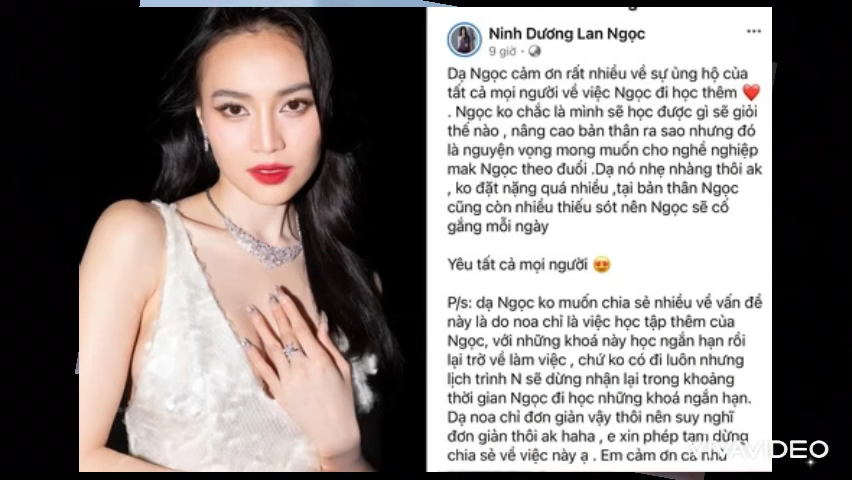 Ninh Dương Lan Ngọc
9 giờ
Dạ Ngọc cảm ơn rất nhiều về sự ủng hộ của
tất cả mọi người về việc Ngọc đi học thêm ❤️
. Ngọc ko chắc là mình sẽ học được gì sẽ giỏi
thế nào , nâng cao bản thân ra sao nhưng đó
là nguyện vọng mong muốn cho nghề nghiệp
mak Ngọc theo đuổi .Dạ nó nhẹ nhàng thôi ak
, ko đặt nặng quá nhiều ,tại bản thân Ngọc
cũng còn nhiều thiếu sót nên Ngọc sẽ cố
gắng mỗi ngày
Yêu tất cả mọi người 🤩
P/s: dạ Ngọc ko muốn chia sẻ nhiều về vấn đề
này là do noa chỉ là việc học tập thêm của
Ngọc, với những khoá này học ngắn hạn rồi
lại trở về làm việc , chứ ko có đi luôn nhưng
lịch trình N sẽ dừng nhận lại trong khoảng
thời gian Ngọc đi học những khoá ngắn hạn.
Dạ noa chỉ đơn giản vậy thôi nên suy nghĩ
đơn giản thôi ak haha , e xin phép tạm dừng
chia sẻ về việc này ạ . Em cảm ơn cả nhà
VIVAVIDEO